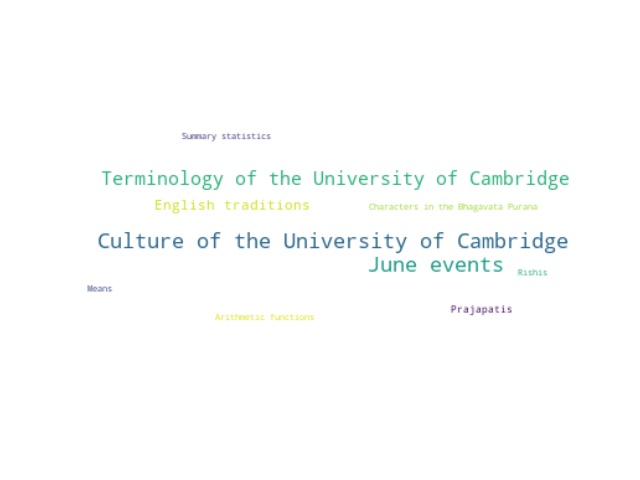 Summary statistics
Terminology of the University of Cambridge
English traditions
Characters in the Bhagavata Purana
Culture of the University of Cambridge
June events
Rishis
Means
Prajapatis
Arithmetic functions